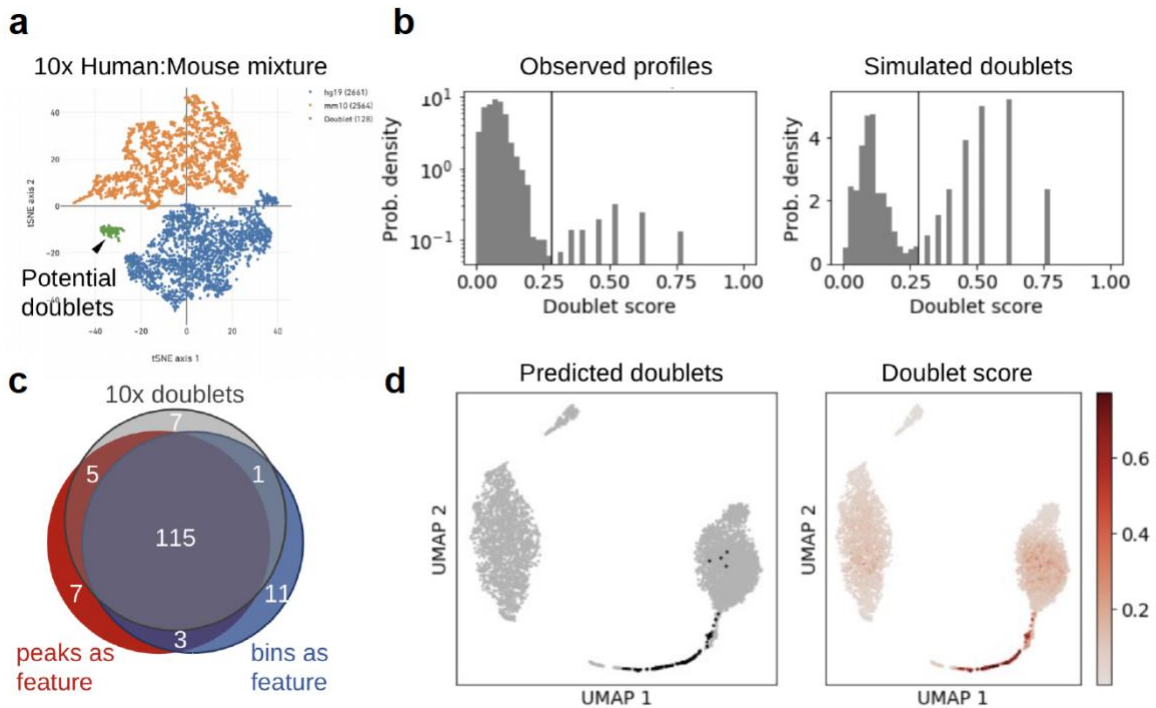 a
10x Human:Mouse mixture
hg19 (2661)
mm10 (2564)
Doublet (128)
40
20
0
-20
-40
tSNE axis 2
Potential
doublets
-40
-20
0
20
40
tSNE axis 1
b
Observed profiles
10¹
10⁰
10⁻¹
Prob. density
0.00 0.25 0.50 0.75 1.00
Doublet score
Simulated doublets
4
2
0
Prob. density
0.00 0.25 0.50 0.75 1.00
Doublet score
c
10x doublets
7
5
1
115
7
11
3
peaks as
feature
bins as
feature
d
Predicted doublets
UMAP 2
UMAP 1
Doublet score
UMAP 2
UMAP 1
0.6
0.4
0.2